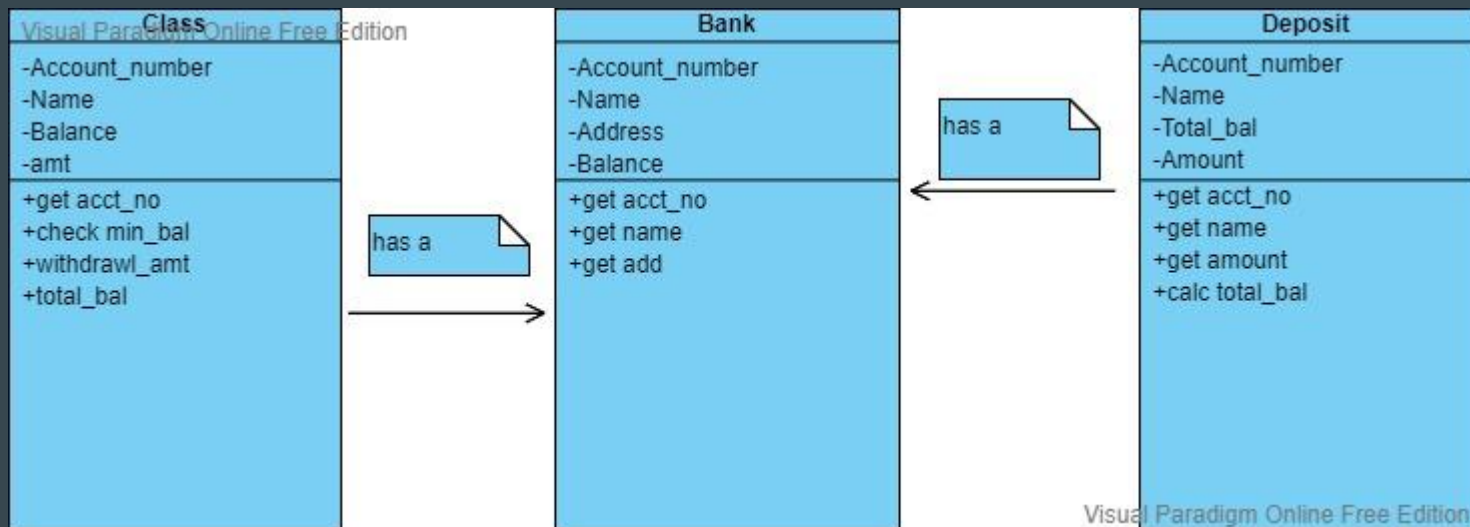 Visual Paradigm Online Free Edition
Class
-Account_number
-Name
-Balance
-amt
+get acct_no
+check min_bal
+withdrawl_amt
+total_bal
has a
Bank
-Account_number
-Name
-Address
-Balance
+get acct_no
+get name
+get add
has a
Deposit
-Account_number
-Name
-Total_bal
-Amount
+get acct_no
+get name
+get amount
+calc total_bal
Visual Paradigm Online Free Edition